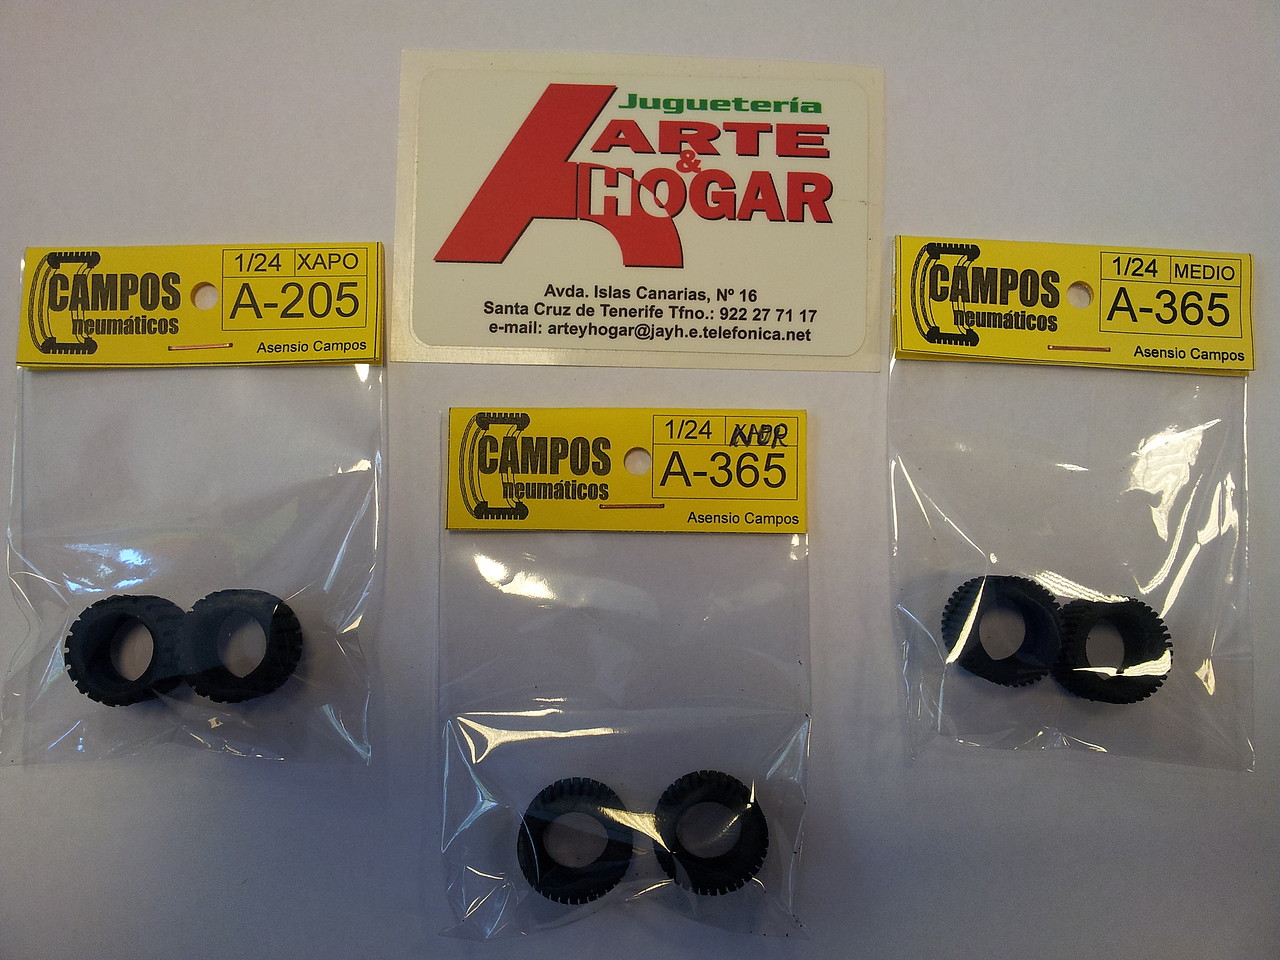 Juguetería
ARTE
&
HOGAR
Avda. Islas Canarias, Nº 16
Santa Cruz de Tenerife Tfno.: 922 27 71 17
e-mail: arteyhogar@jayh.e.telefonica.net
CAMPOS
neumáticos
1/24 XAPO
A-205
Asensio Campos
CAMPOS
neumáticos
1/24 MEDIO
A-365
Asensio Campos
CAMPOS
neumáticos
1/24 XAPO
A-365
Asensio Campos